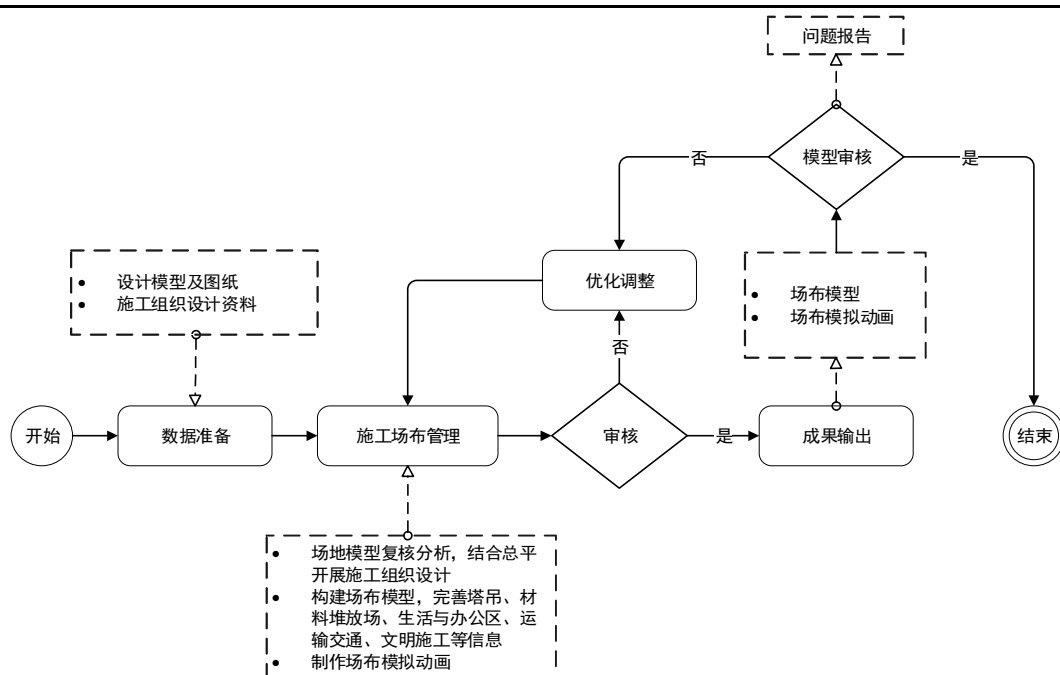 问题报告
模型审核
否
是
设计模型及图纸
施工组织设计资料
优化调整
场布模型
场布模拟动画
否
开始
数据准备
施工场布管理
审核
是
成果输出
结束
场地模型复核分析，结合总平
开展施工组织设计
构建场布模型，完善塔吊、材
料堆放场、生活与办公区、运
输交通、文明施工等信息
制作场布模拟动画